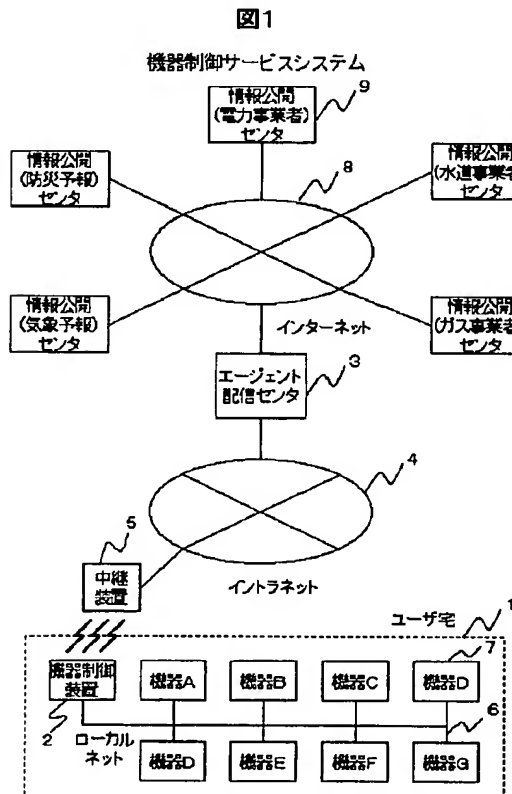 図1
機器制御サービスシステム
情報公開
(電力事業者)
センタ
9
情報公開
(防災予報)
センタ
8
情報公開
(水道事業者
センタ
情報公開
(気象予報)
センタ
情報公開
(ガス事業者)
センタ
インターネット
エージェント
配信センタ
3
4
5
中継
装置
イントラネット
ユーザ宅
1
機器制御
装置
機器A
機器B
機器C
機器D
7
2
ローカル
ネット
6
機器D
機器E
機器F
機器G